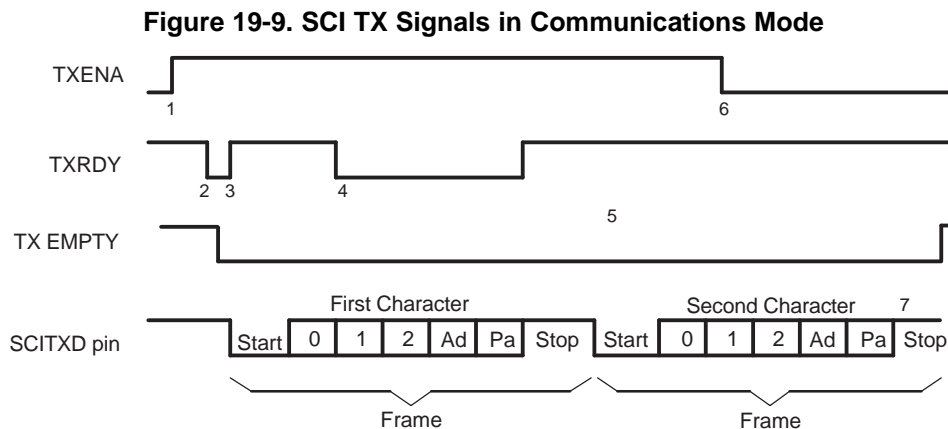 Figure 19-9. SCI TX Signals in Communications Mode
TXENA
1
6
TXRDY
2
3
4
5
TX EMPTY
First Character
Second Character
7
SCITXD pin
Start 0 1 2 Ad Pa Stop Start 0 1 2 Ad Pa Stop
Frame
Frame